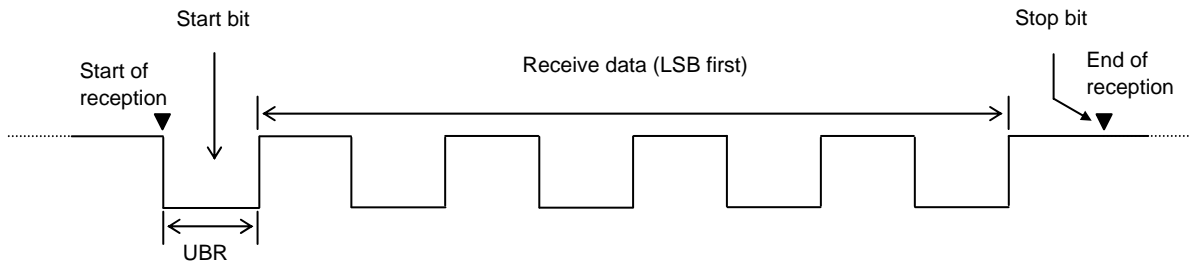 Start bit
Stop bit
Receive data (LSB first)
Start of
reception
End of
reception
UBR